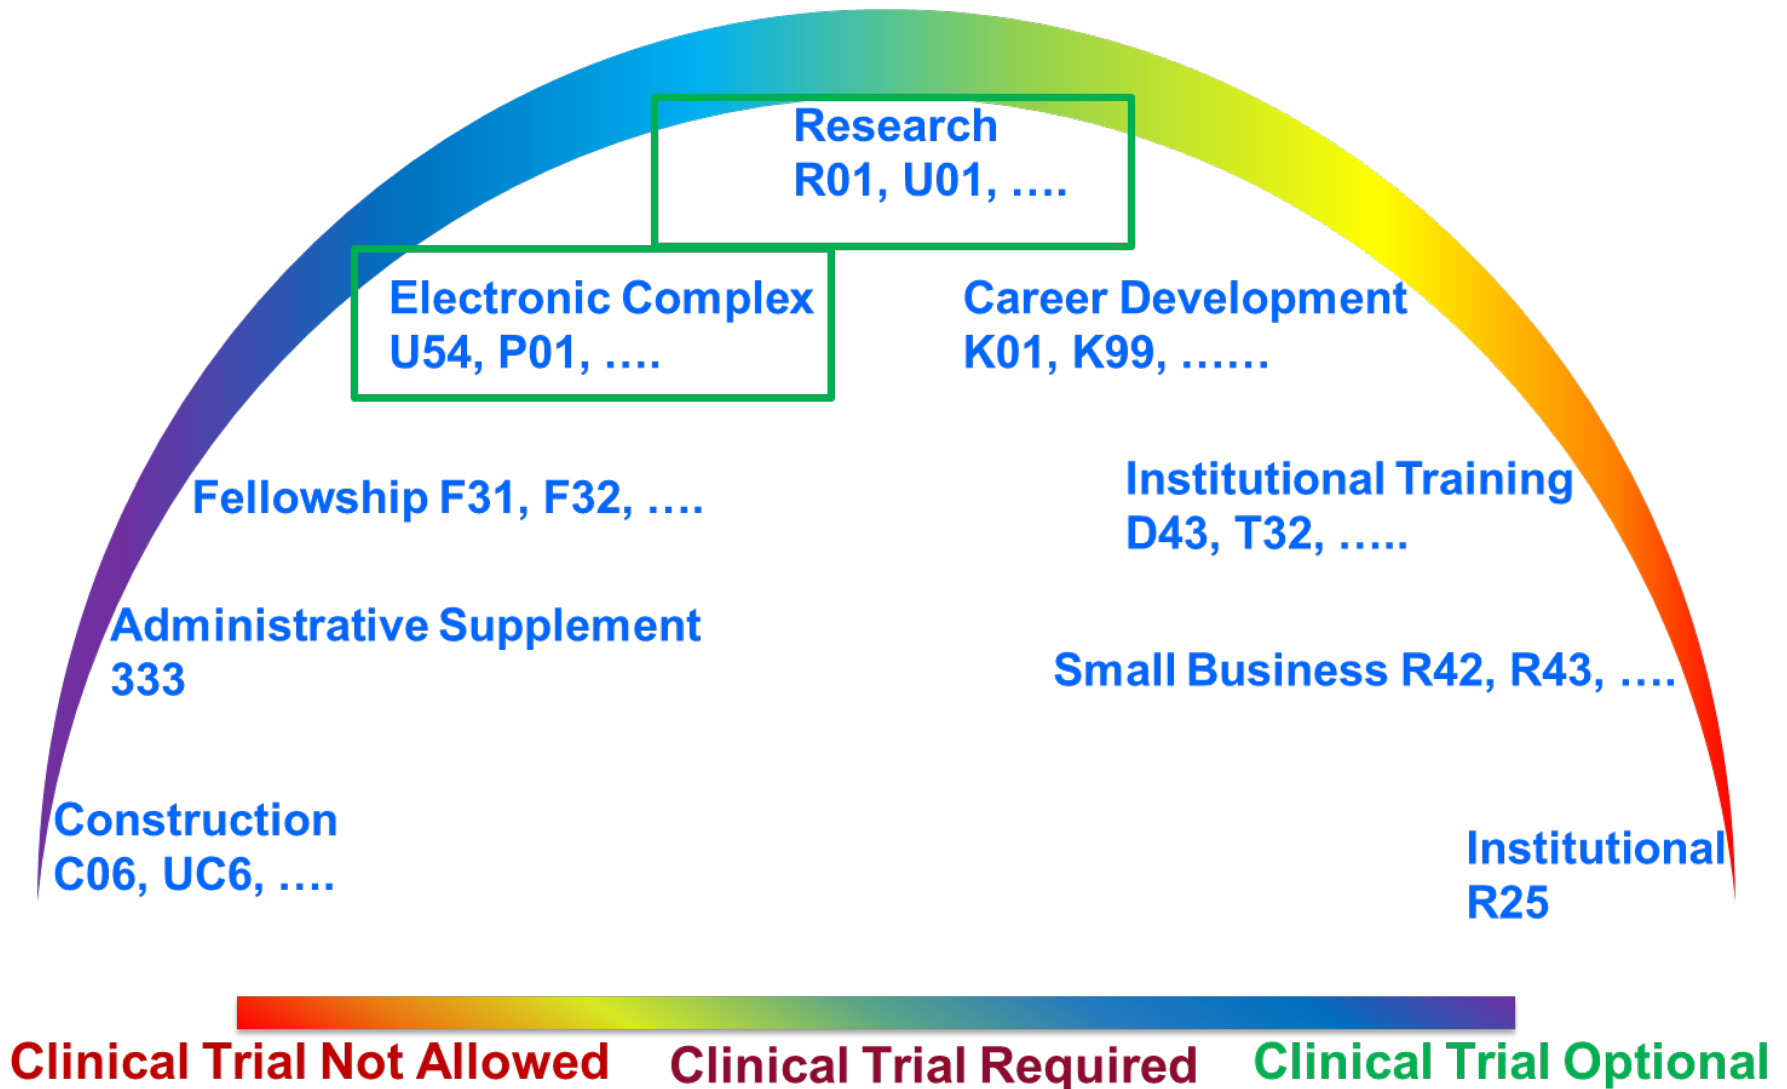 Research
R01, U01, ....
Electronic Complex
U54, P01, ....
Career Development
K01, K99, ......
Fellowship F31, F32, ....
Institutional Training
D43, T32, .....
Administrative Supplement
333
Small Business R42, R43, ....
Construction
C06, UC6, ....
Institutional
R25
Clinical Trial Not Allowed
Clinical Trial Required
Clinical Trial Optional